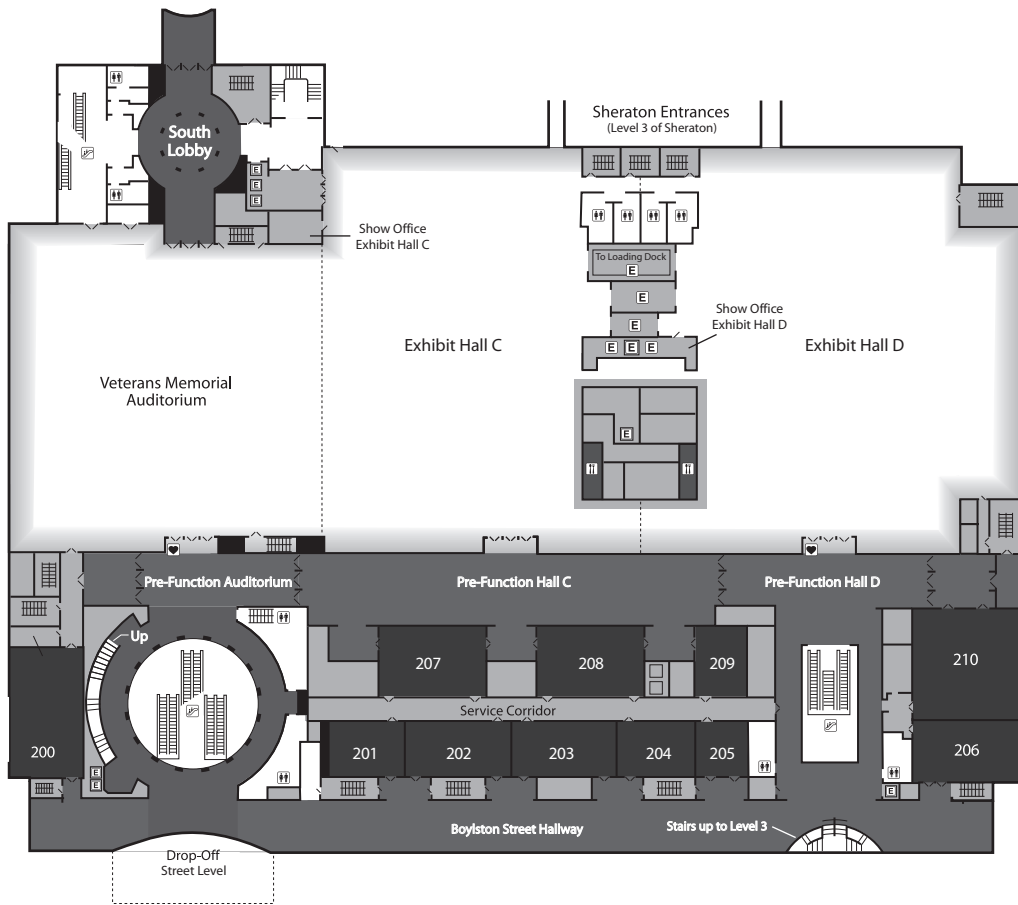 Sheraton Entrances
(Level 3 of Sheraton)
South
Lobby
E
E
E
Show Office
Exhibit Hall C
To Loading Dock
E
E
E
Show Office
Exhibit Hall D
E
E
E
Exhibit Hall C
Exhibit Hall D
Veterans Memorial
Auditorium
E
Pre-Function Auditorium
Pre-Function Hall C
Pre-Function Hall D
Up
207
208
209
210
Service Corridor
200
201
202
203
204
205
206
E
E
E
Boylston Street Hallway
Stairs up to Level 3
Drop-Off
Street Level